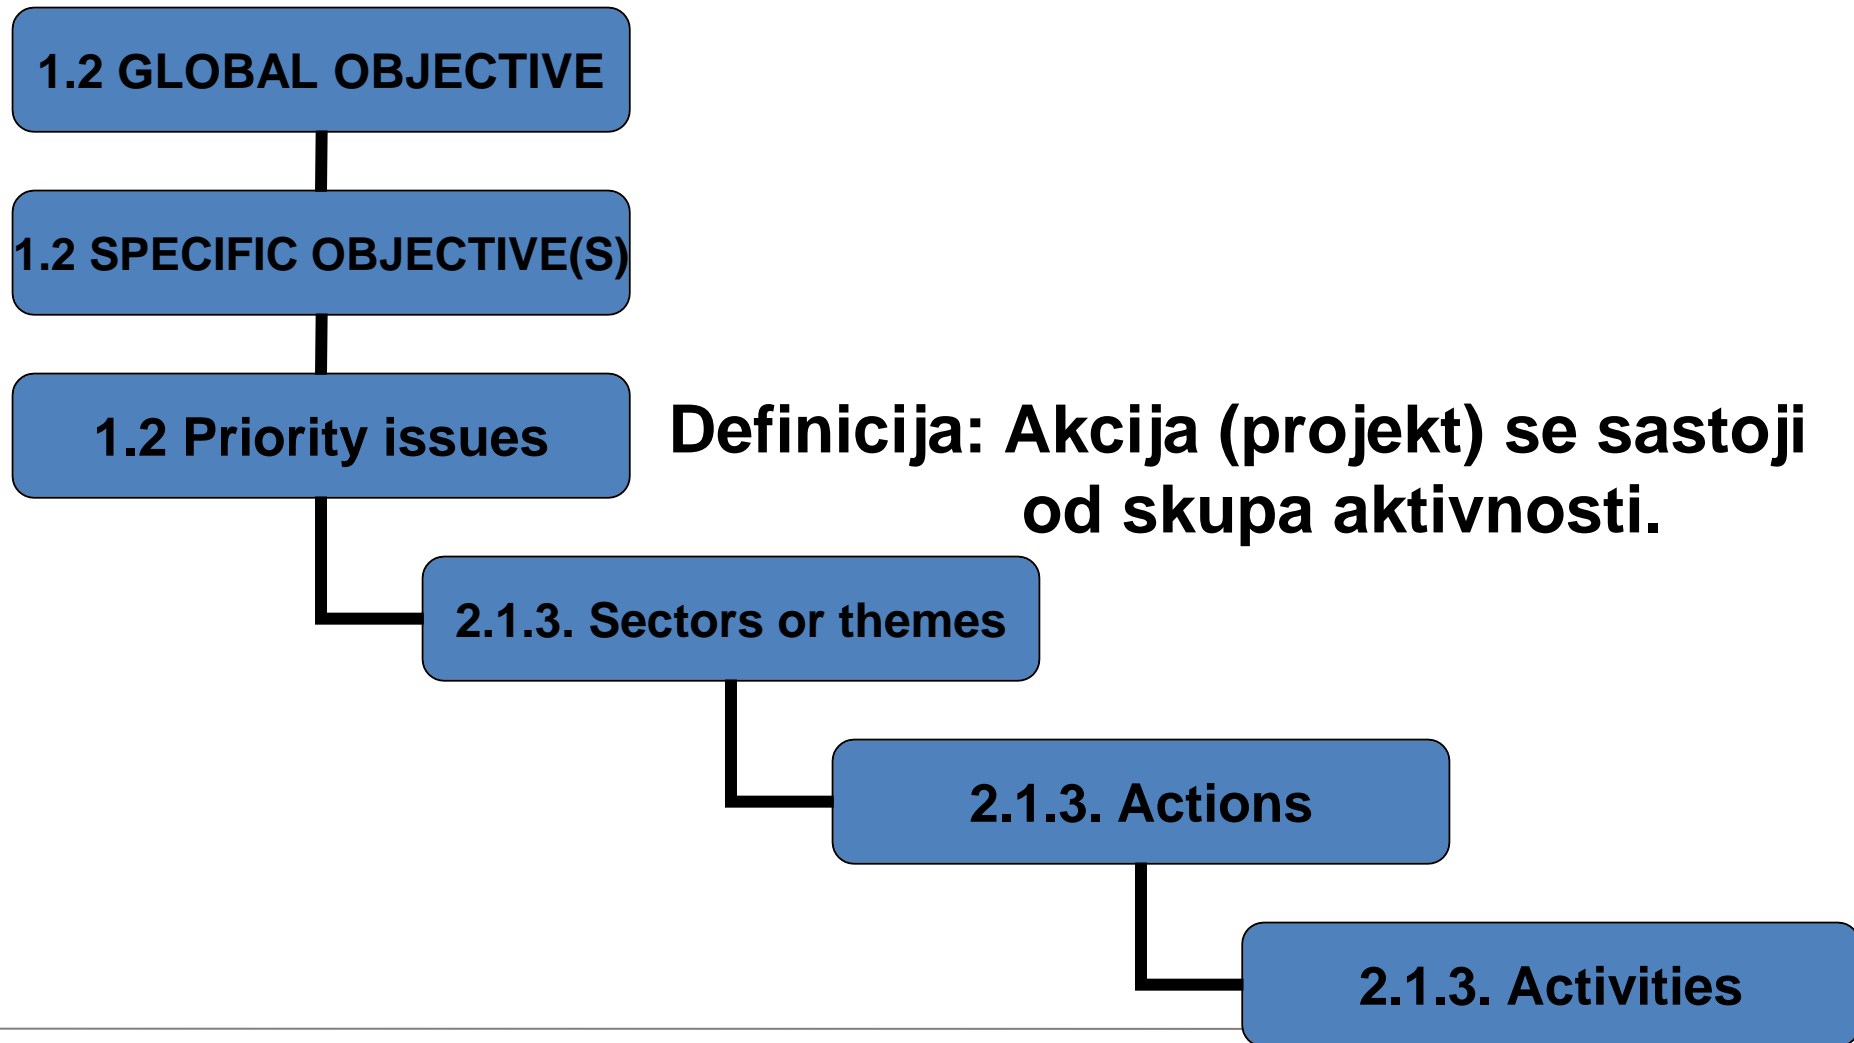 1.2 GLOBAL OBJECTIVE
1.2 SPECIFIC OBJECTIVE(S)
1.2 Priority issues
Definicija: Akcija (projekt) se sastoji
od skupa aktivnosti.
2.1.3. Sectors or themes
2.1.3. Actions
2.1.3. Activities